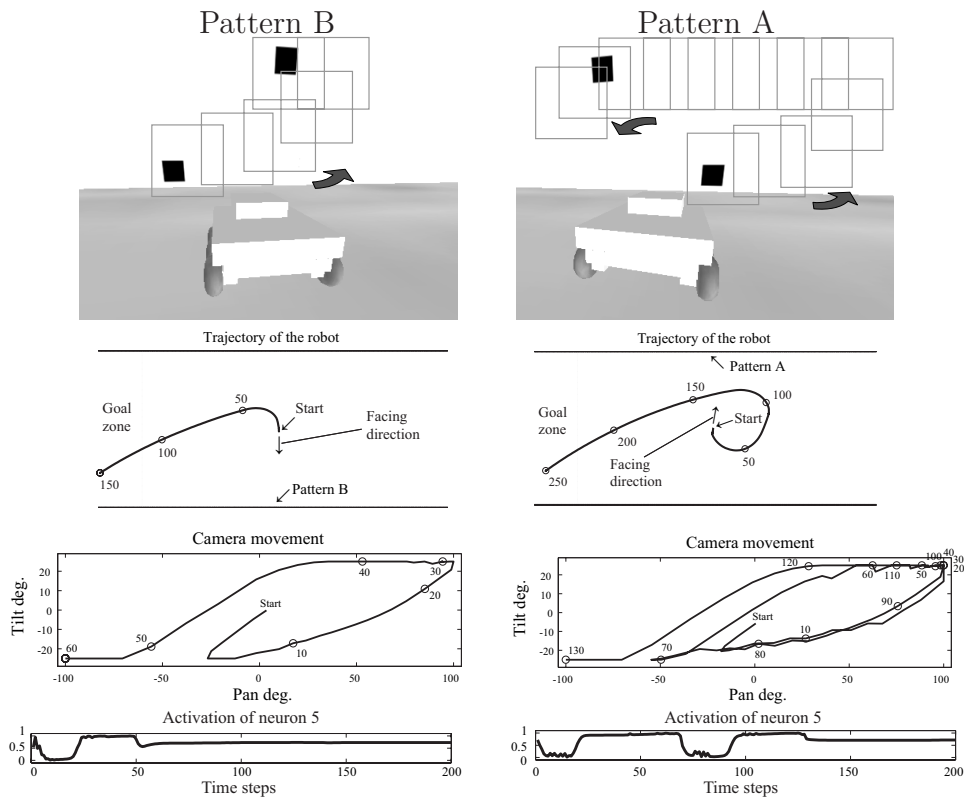 Pattern B
Pattern A
Trajectory of the robot
50
Start
Goal
zone
Facing
direction
100
150
Pattern B
Trajectory of the robot
Pattern A
150
100
Goal
zone
Start
200
50
Facing
direction
250
Camera movement
Tilt deg.
20
10
0
-10
-20
40
30
20
Start
50
10
60
-100
-50
0
50
100
Pan deg.
Camera movement
Tilt deg.
20
10
0
-10
-20
120
60
110
50
100
40
30
20
90
Start
10
70
80
130
-100
-50
0
50
100
Pan deg.
Activation of neuron 5
1
0.5
0
0
50
100
150
200
Time steps
Activation of neuron 5
1
0.5
0
0
50
100
150
200
Time steps